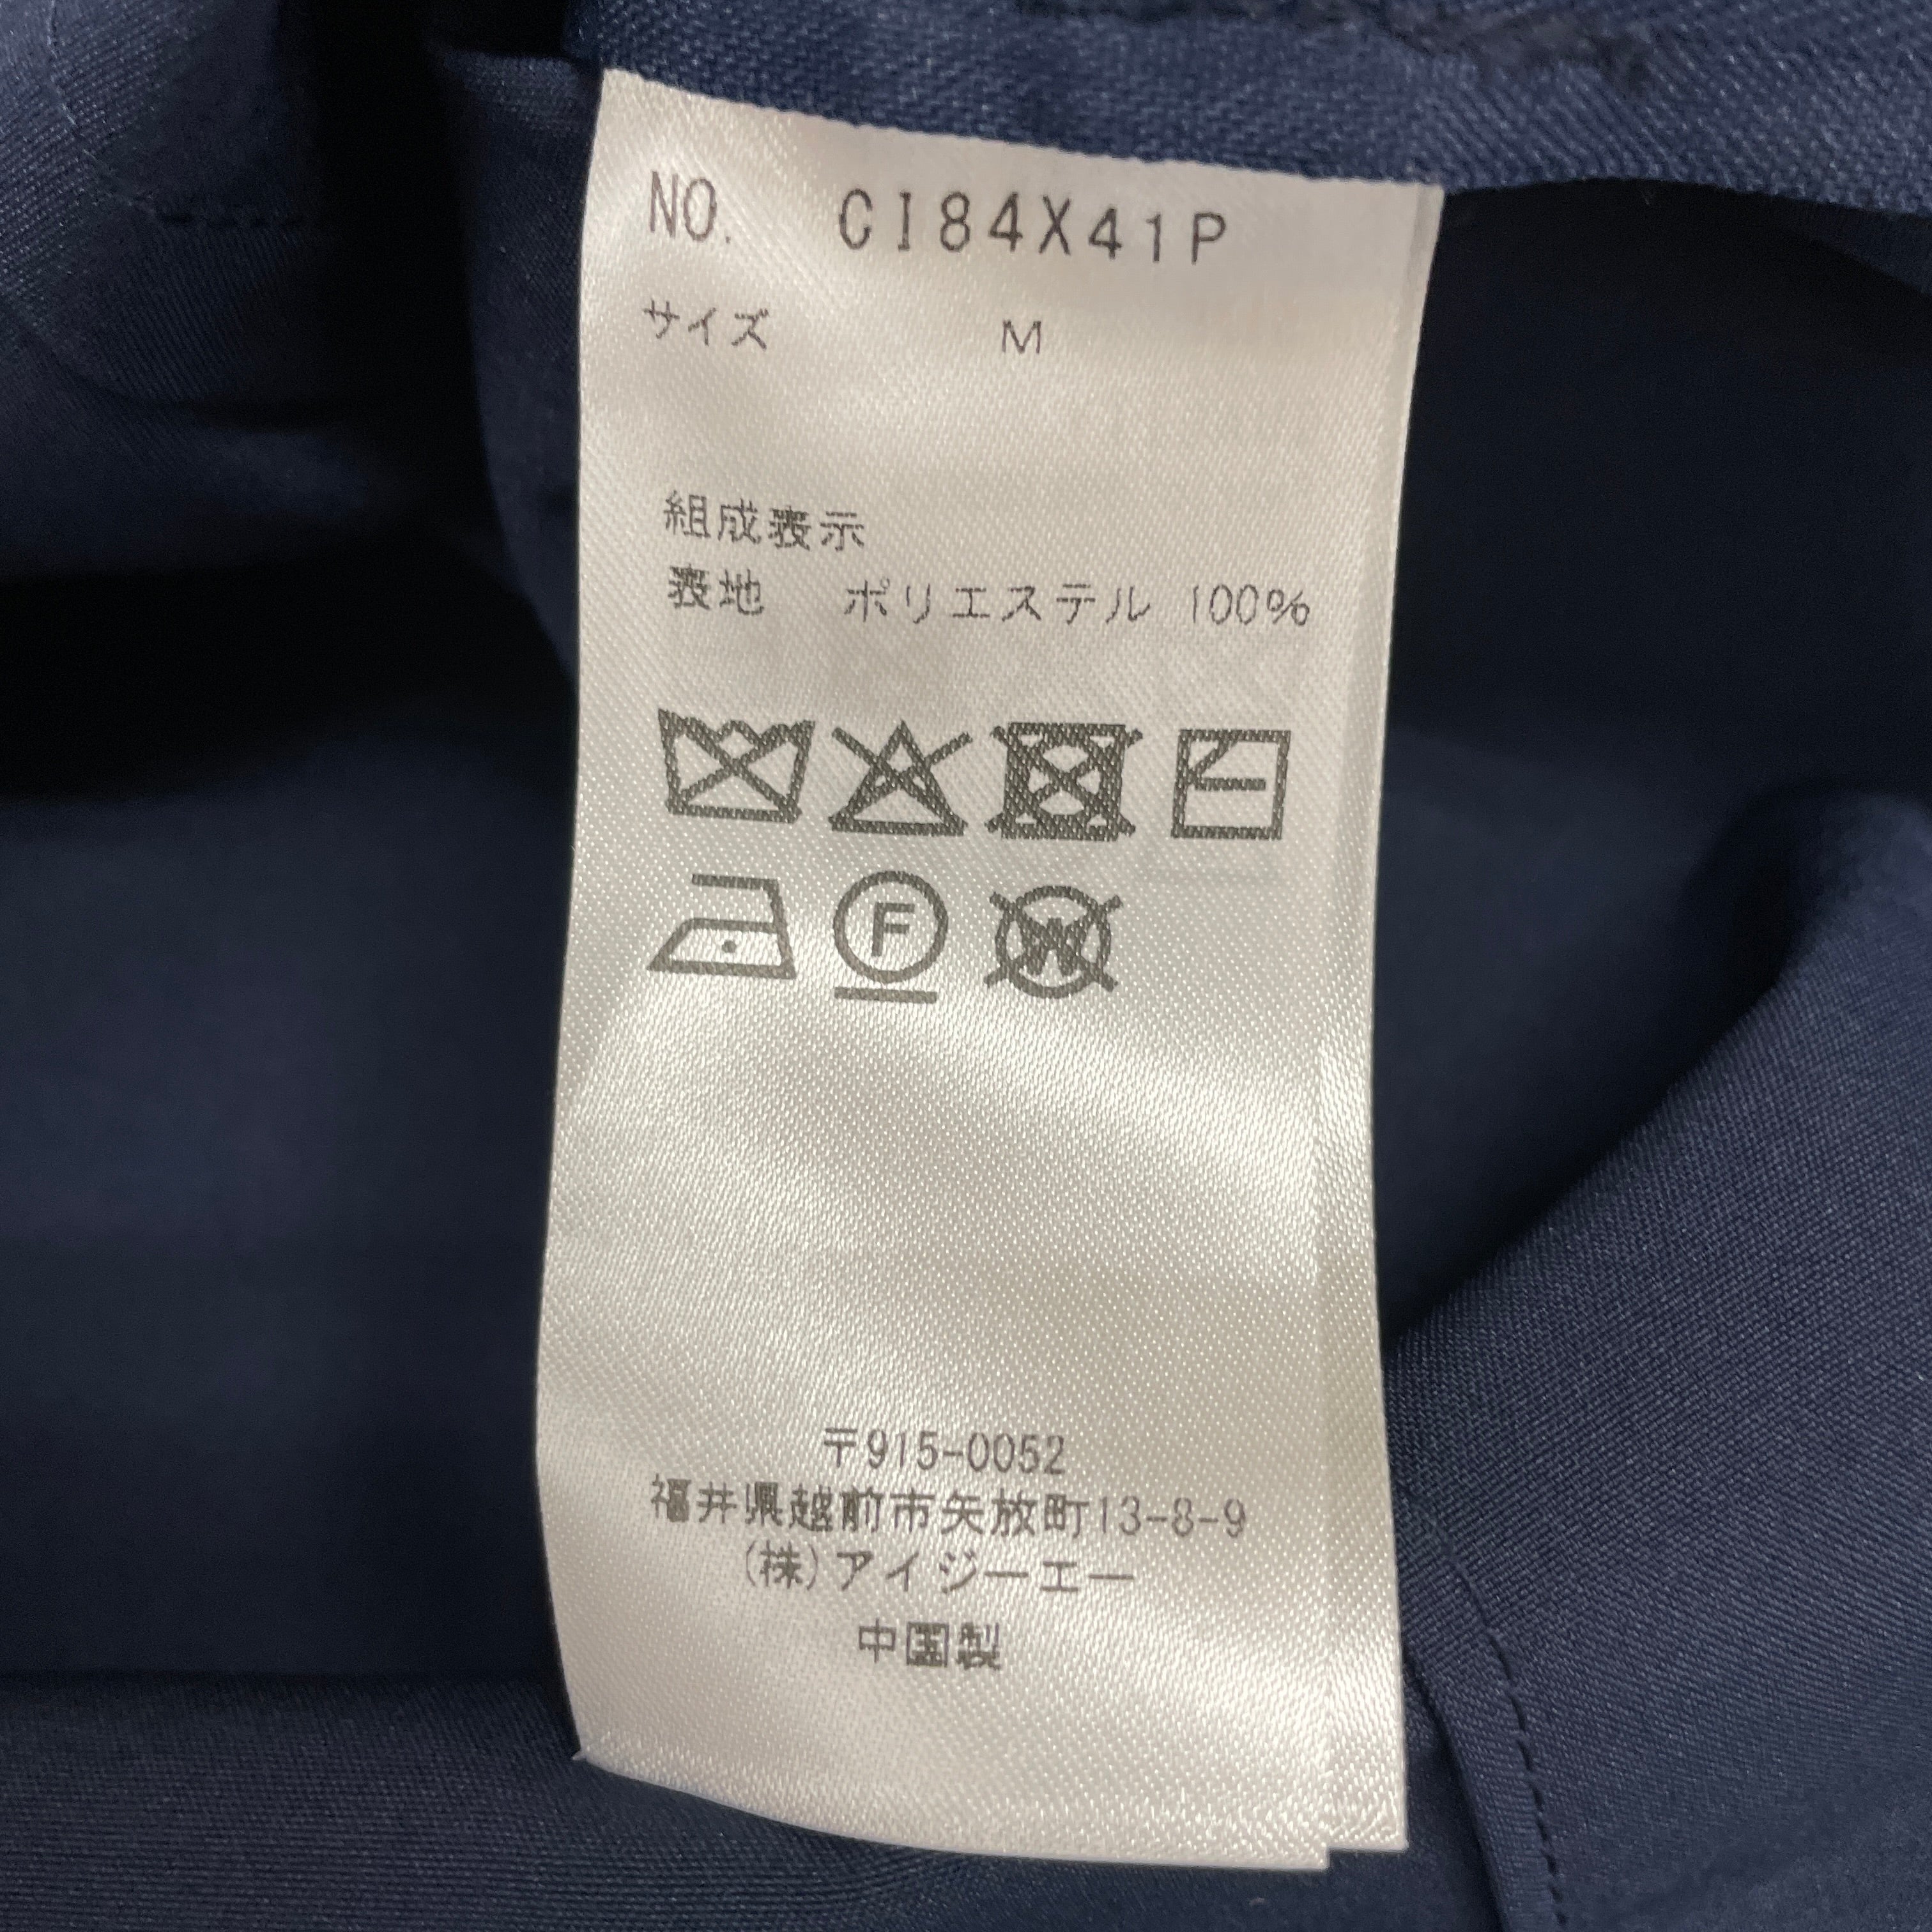 NO. CI84X41P
サイズ M
組成表示
表地 ポリエステル 100%
F W
〒915-0052
福井県越前市矢放町13-8-9
(株)アイジーエー
中国製